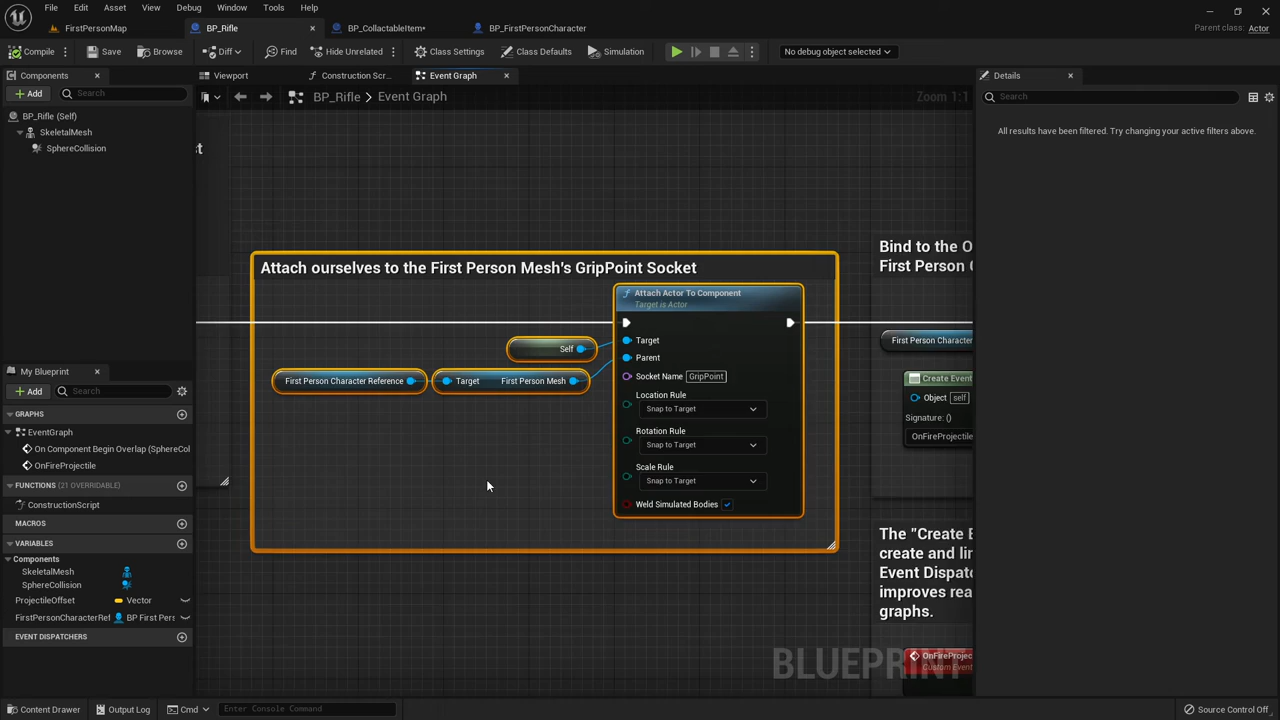 File Edit Asset View Debug Window Tools Help
FirstPersonMap BP_Rifle BP_CollactableItem* BP_FirstPersonCharacter
Parent class: Actor
Compile Save Browse Diff Find Hide Unrelated Class Settings Class Defaults Simulation No debug object selected
Components
Add Search
BP_Rifle (Self)
SkeletalMesh
SphereCollision
My Blueprint
Add Search
GRAPHS
EventGraph
On Component Begin Overlap (SphereCol
OnFireProjectile
FUNCTIONS (21 OVERRIDABLE)
ConstructionScript
MACROS
VARIABLES
Components
SkeletalMesh
SphereCollision
ProjectileOffset Vector
FirstPersonCharacterRef BP First Pers
EVENT DISPATCHERS
Viewport Construction Scr... Event Graph
BP_Rifle > Event Graph Zoom 1:1
st
Attach ourselves to the First Person Mesh's GripPoint Socket
Attach Actor To Component
Target is Actor
Self
First Person Character Reference
Target First Person Mesh
Target
Parent
Socket Name GripPoint
Location Rule
Snap to Target
Rotation Rule
Snap to Target
Scale Rule
Snap to Target
Weld Simulated Bodies
Bind to the O
First Person C
First Person Character
Create Event
Object self
Signature: ()
OnFireProjectile
The "Create E
create and lin
Event Dispatc
improves rea
graphs.
OnFireProjec
Custom Event
BLUEPRINT
Details
Search
All results have been filtered. Try changing your active filters above.
Content Drawer Output Log Cmd Enter Console Command Source Control Off